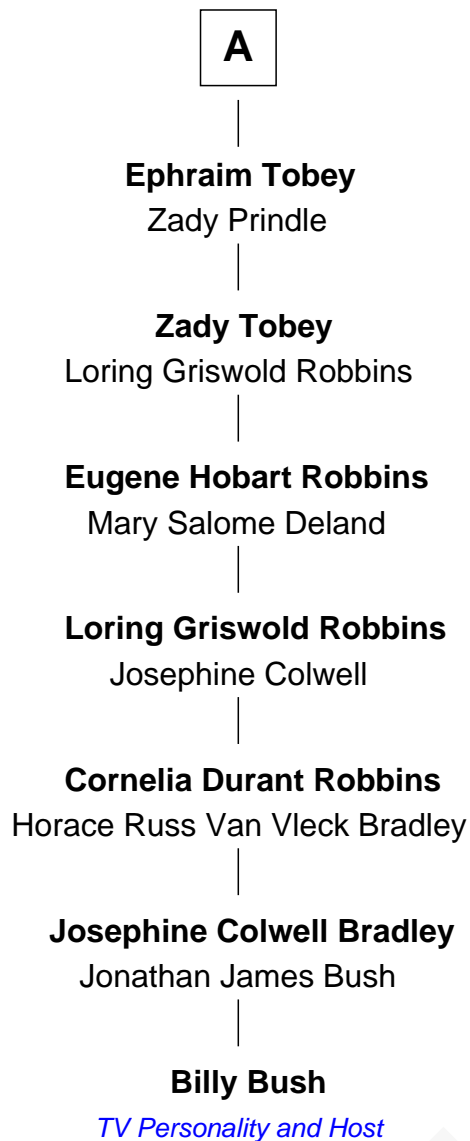 A
Ephraim Tobey
Zady Prindle
Zady Tobey
Loring Griswold Robbins
Eugene Hobart Robbins
Mary Salome Deland
Loring Griswold Robbins
Josephine Colwell
Cornelia Durant Robbins
Horace Russ Van Vleck Bradley
Josephine Colwell Bradley
Jonathan James Bush
Billy Bush
TV Personality and Host